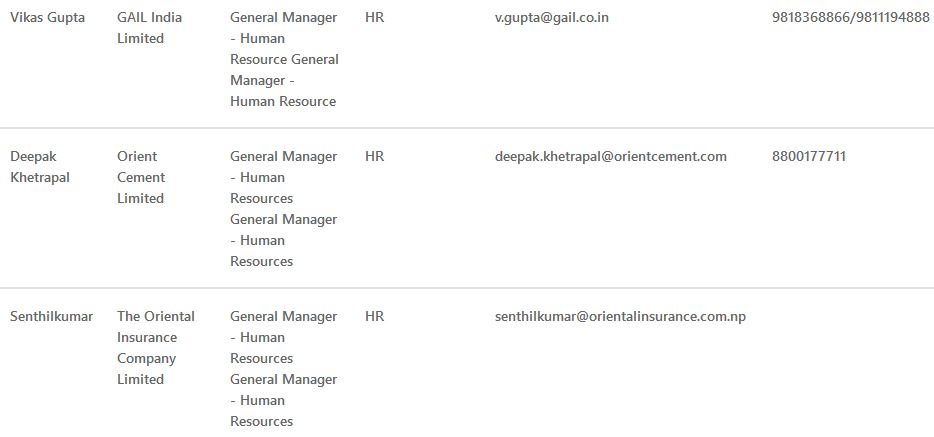 Vikas Gupta GAIL India General Manager HR v.gupta@gail.co.in 9818368866/9811194888
Limited - Human
Resource General
Manager -
Human Resource
Deepak Orient General Manager HR deepak.khetrapal@orientcement.com 8800177711
Khetrapal Cement - Human
Limited Resources
General Manager
- Human
Resources
Senthilkumar The Oriental General Manager HR senthilkumar@orientalinsurance.com.np
Insurance - Human
Company Resources
Limited General Manager
- Human
Resources